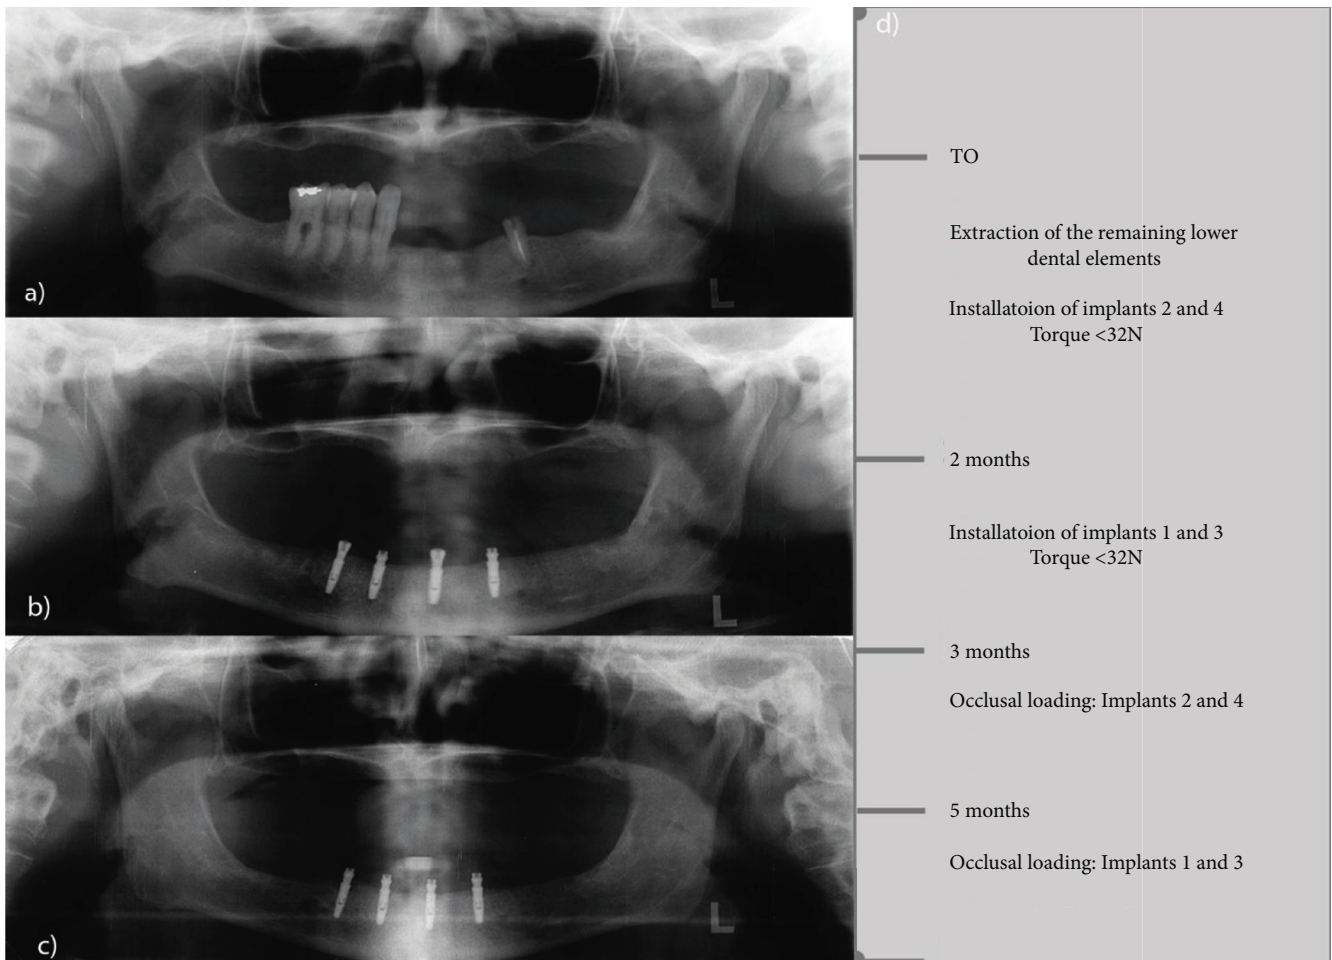 a)
L
b)
L
c)
L
d)
TO
Extraction of the remaining lower
dental elements
Installatoion of implants 2 and 4
Torque <32N
2 months
Installatoion of implants 1 and 3
Torque <32N
3 months
Occlusal loading: Implants 2 and 4
5 months
Occlusal loading: Implants 1 and 3